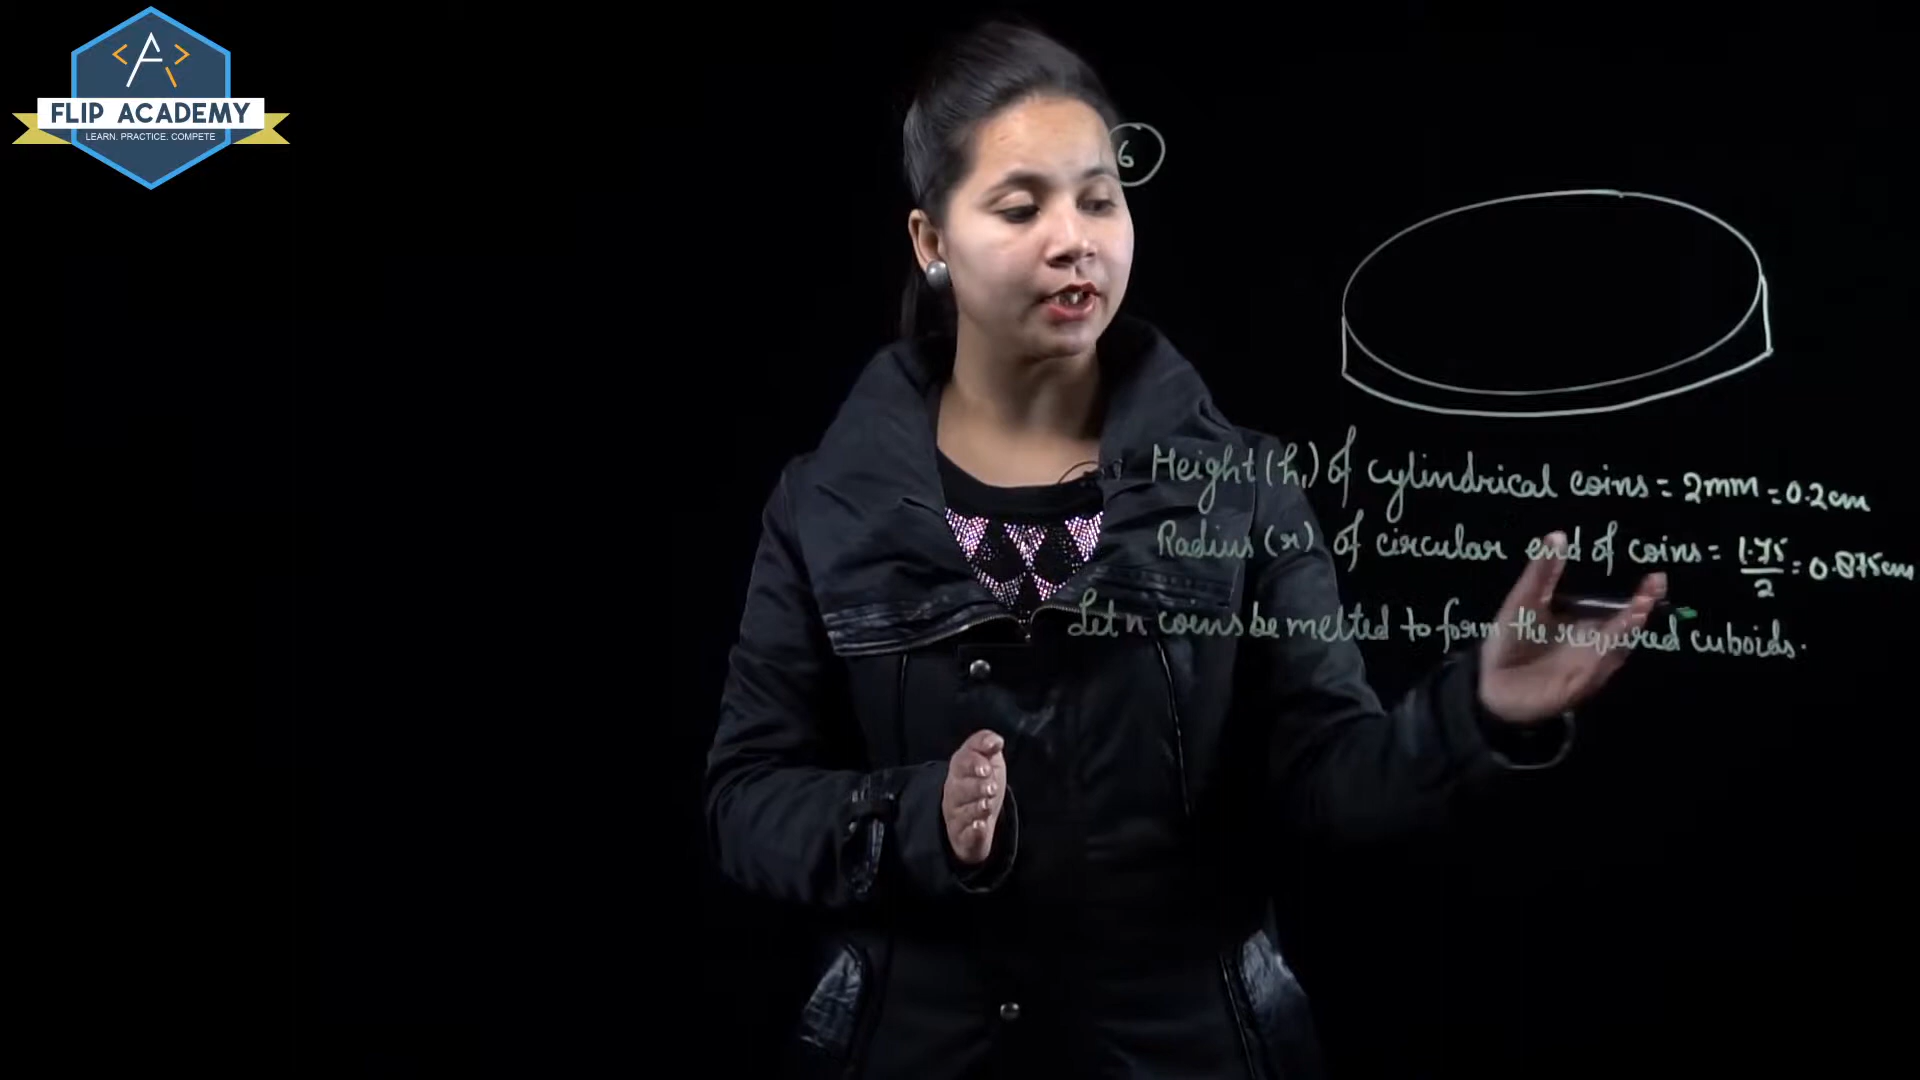 FLIP ACADEMY
LEARN. PRACTICE. COMPETE
6
Height (h₁) of cylindrical coins = 2mm = 0.2cm
Radius (r) of circular end of coins = 1.75/2 = 0.875cm
Let n coins be melted to form the required cuboids.